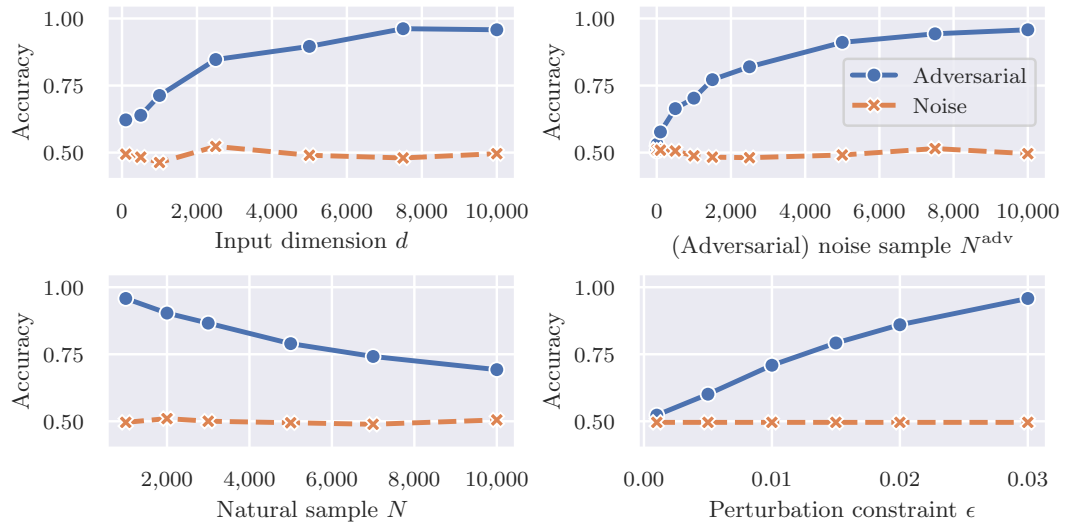 1.00
0.75
0.50
Accuracy
0 2,000 4,000 6,000 8,000 10,000
Input dimension d
1.00
0.75
0.50
Accuracy
Adversarial
Noise
0 2,000 4,000 6,000 8,000 10,000
(Adversarial) noise sample N^adv
1.00
0.75
0.50
Accuracy
2,000 4,000 6,000 8,000 10,000
Natural sample N
1.00
0.75
0.50
Accuracy
0.00 0.01 0.02 0.03
Perturbation constraint ϵ